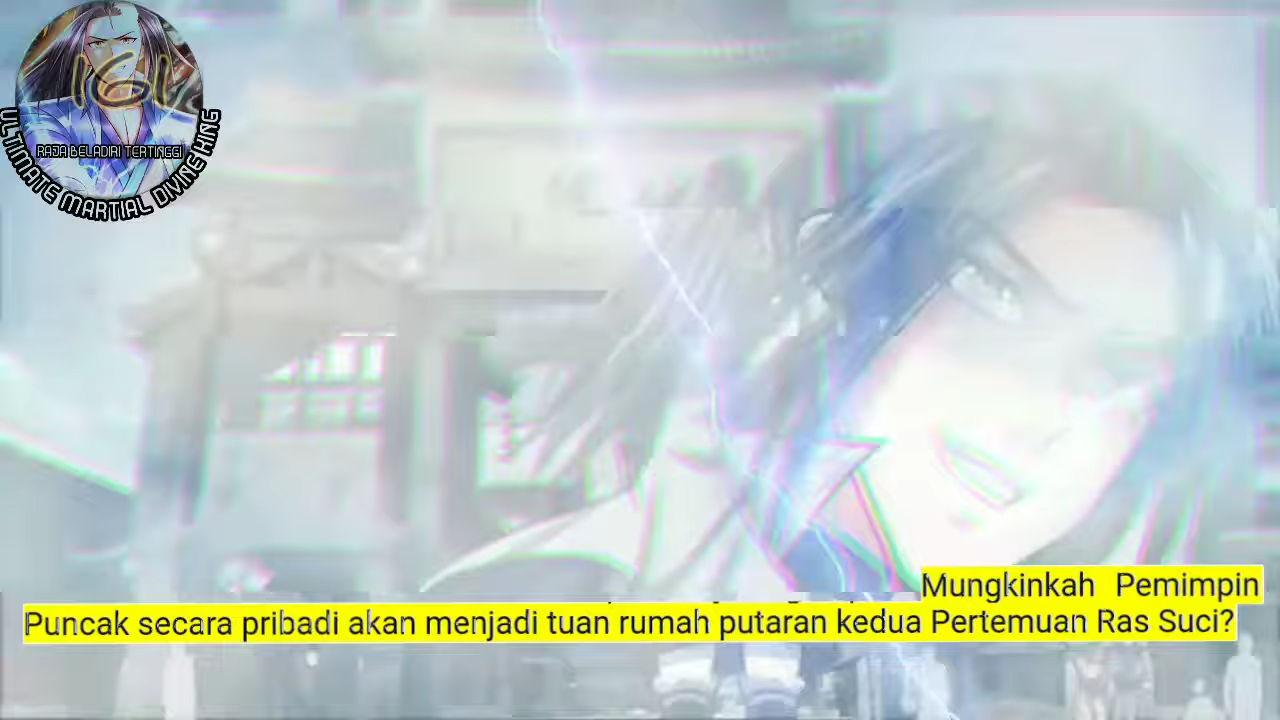 IGL
RAJA BELADIRI TERTINGGI
ULTIMATE MARTIAL DIVINE KING
Mungkinkah Pemimpin
Puncak secara pribadi akan menjadi tuan rumah putaran kedua Pertemuan Ras Suci?